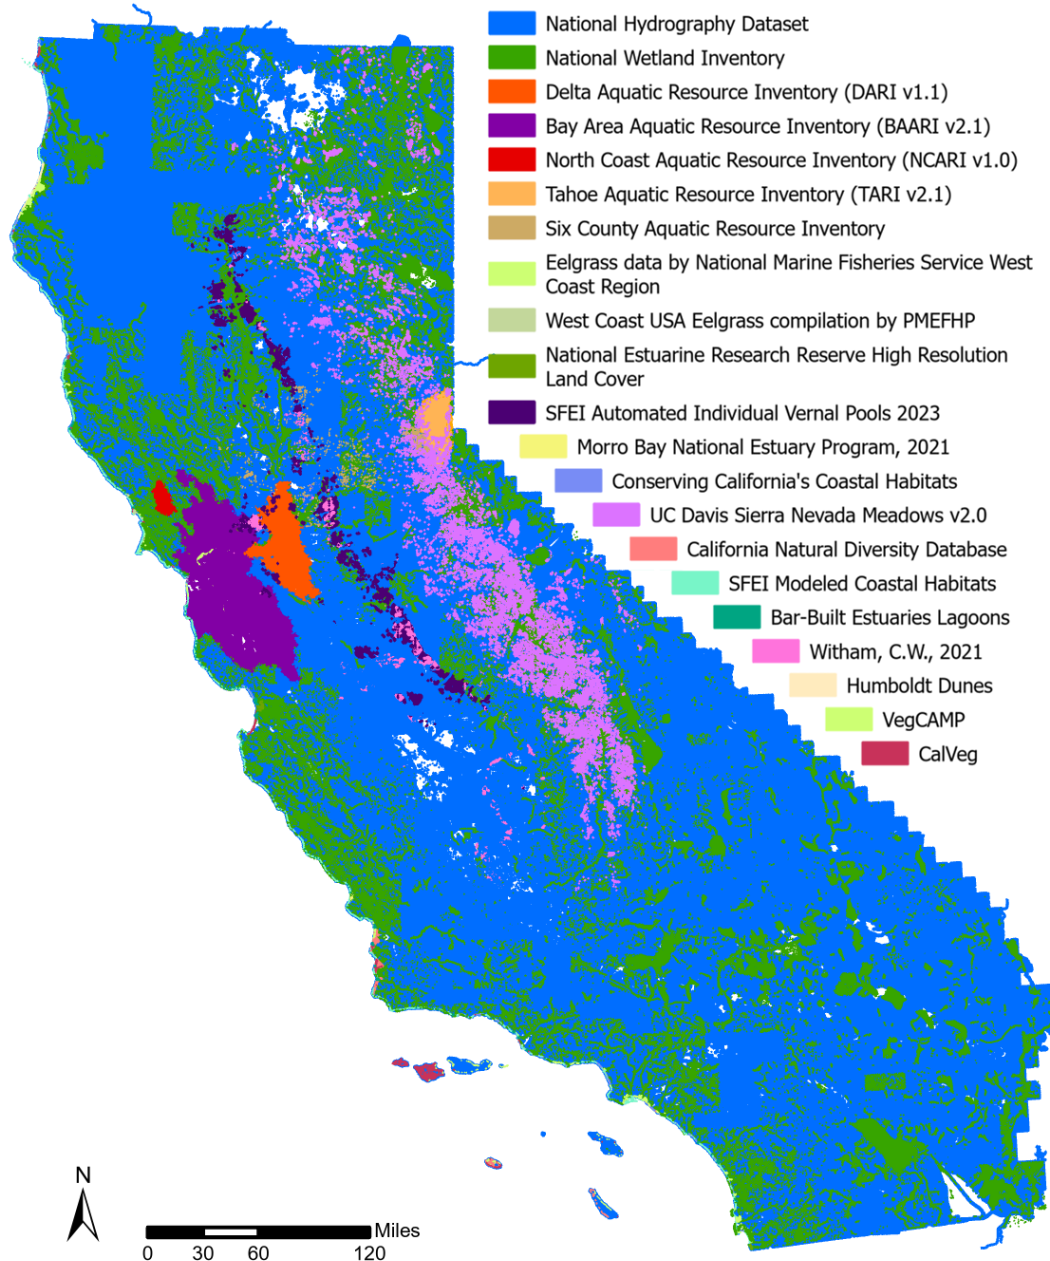 National Hydrography Dataset
National Wetland Inventory
Delta Aquatic Resource Inventory (DARI v1.1)
Bay Area Aquatic Resource Inventory (BAARI v2.1)
North Coast Aquatic Resource Inventory (NCARI v1.0)
Tahoe Aquatic Resource Inventory (TARI v2.1)
Six County Aquatic Resource Inventory
Eelgrass data by National Marine Fisheries Service West
Coast Region
West Coast USA Eelgrass compilation by PMEFHP
National Estuarine Research Reserve High Resolution
Land Cover
SFEI Automated Individual Vernal Pools 2023
Morro Bay National Estuary Program, 2021
Conserving California's Coastal Habitats
UC Davis Sierra Nevada Meadows v2.0
California Natural Diversity Database
SFEI Modeled Coastal Habitats
Bar-Built Estuaries Lagoons
Witham, C.W., 2021
Humboldt Dunes
VegCAMP
CalVeg
N
Miles
0 30 60 120